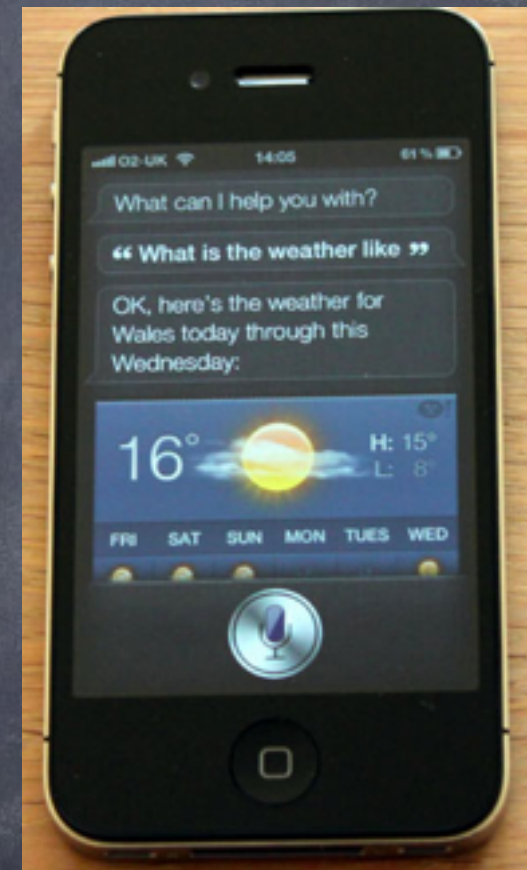 O2-UK 14:05 61%
What can I help you with?
“ What is the weather like ”
OK, here's the weather for
Wales today through this
Wednesday:
16° H: 15°
L: 8°
FRI SAT SUN MON TUES WED